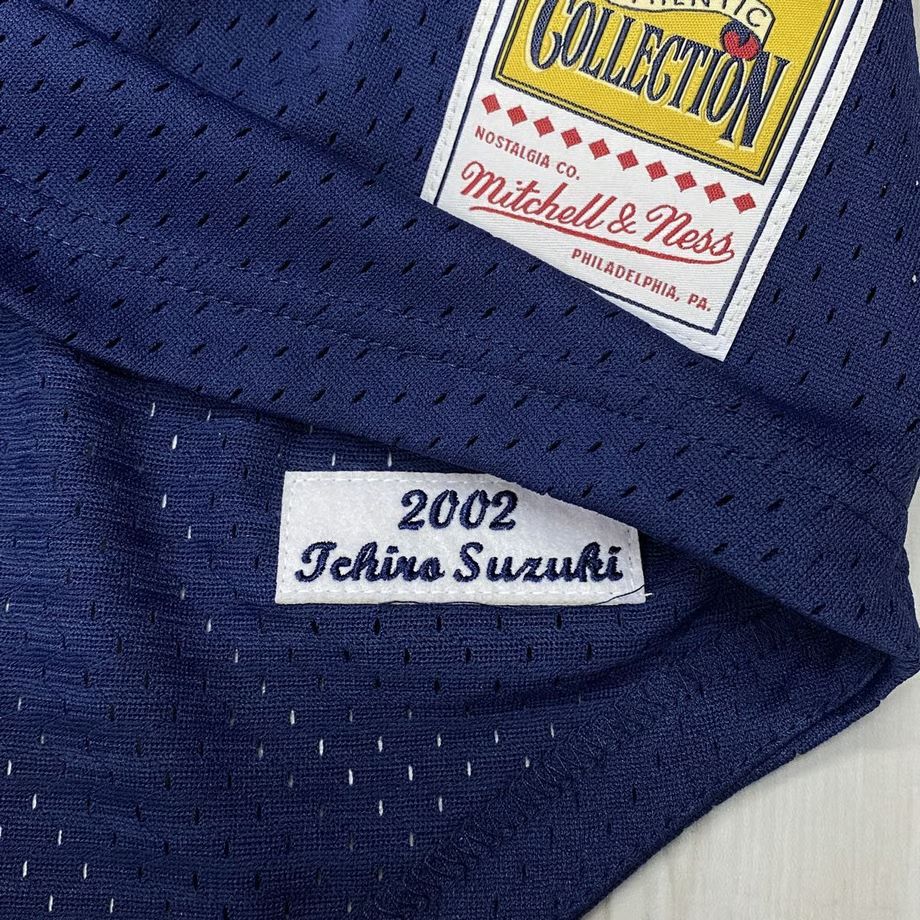 COLLECTION
NOSTALGIA CO.
Mitchell & Ness
PHILADELPHIA, PA.
2002
Ichiro Suzuki